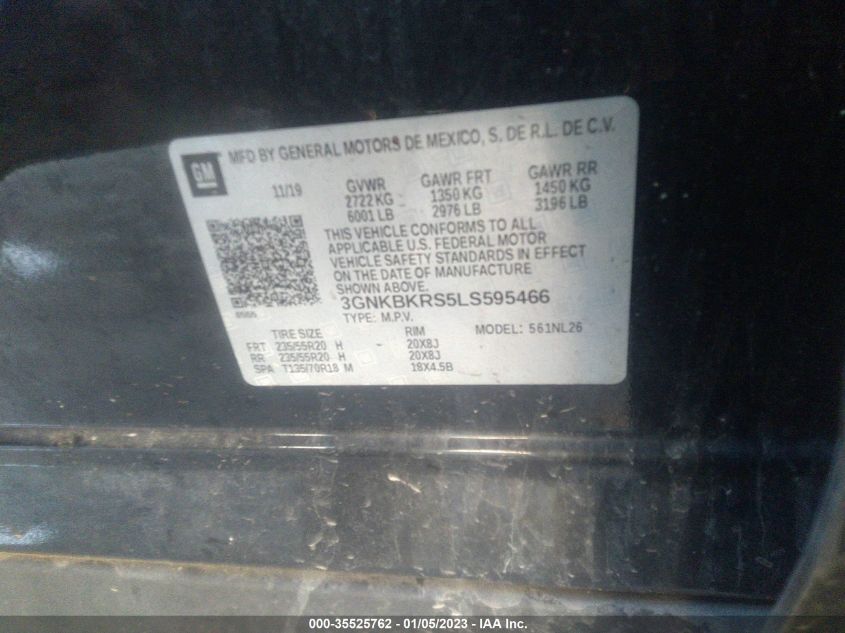 GM
MFD BY GENERAL MOTORS DE MEXICO, S. DE R.L. DE C.V.
11/19 GVWR GAWR FRT GAWR RR
2722 KG 1350 KG 1450 KG
6001 LB 2976 LB 3196 LB
THIS VEHICLE CONFORMS TO ALL
APPLICABLE U.S. FEDERAL MOTOR
VEHICLE SAFETY STANDARDS IN EFFECT
ON THE DATE OF MANUFACTURE
SHOWN ABOVE.
3GNKBKRS5LS595466
TYPE: M.P.V.
TIRE SIZE RIM MODEL: 561NL26
FRT 235/55R20 H 20X8J
RR 235/55R20 H 20X8J
SPA T135/70R18 M 18X4.5B
000-35525762 - 01/05/2023 - © IAA Inc.